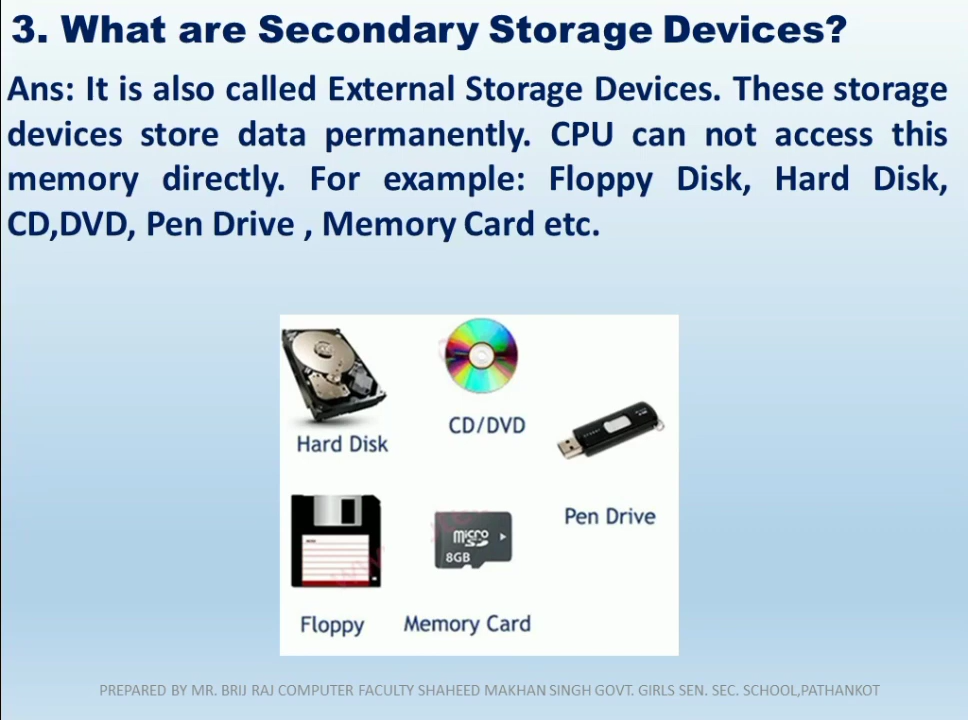 3. What are Secondary Storage Devices?
Ans: It is also called External Storage Devices. These storage
devices store data permanently. CPU can not access this
memory directly. For example: Floppy Disk, Hard Disk,
CD,DVD, Pen Drive , Memory Card etc.
Hard Disk
CD/DVD
Pen Drive
micro
SD
8GB
Floppy
Memory Card
PREPARED BY MR. BRIJ RAJ COMPUTER FACULTY SHAHEED MAKHAN SINGH GOVT. GIRLS SEN. SEC. SCHOOL,PATHANKOT